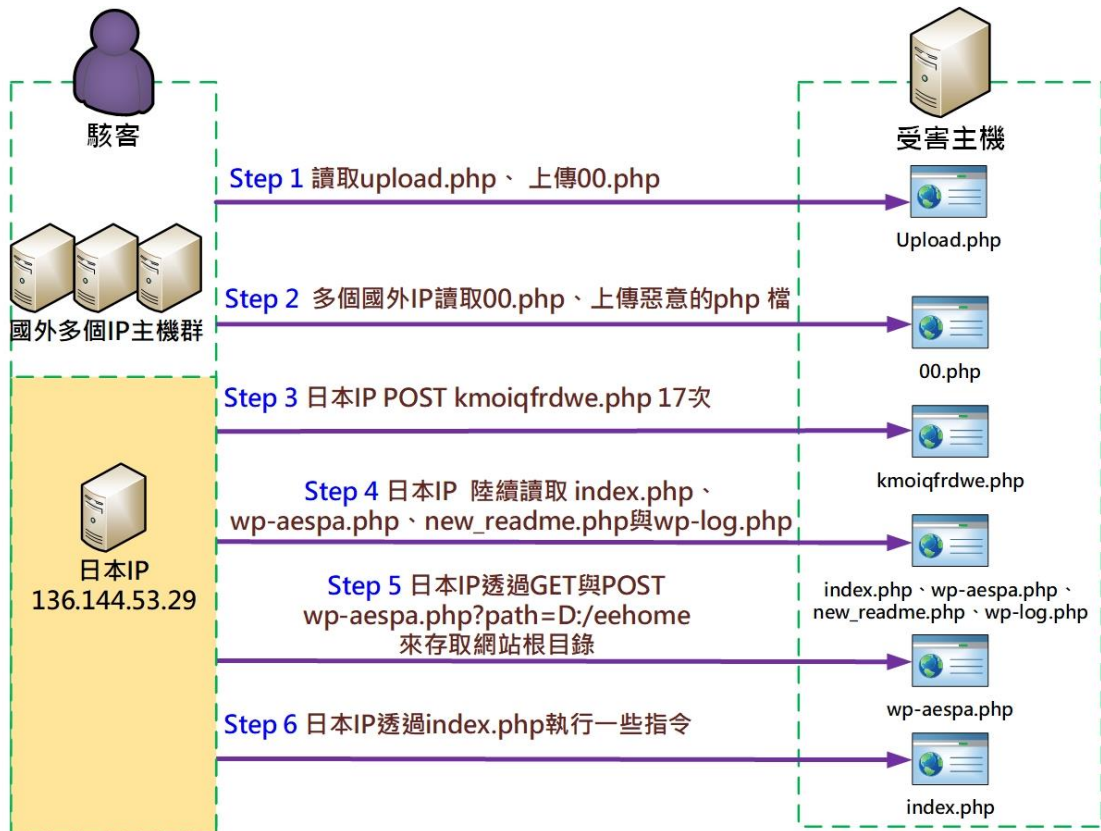 駭客
受害主機
Step 1 讀取upload.php、 上傳00.php
Upload.php
國外多個IP主機群
Step 2 多個國外IP讀取00.php、上傳惡意的php 檔
00.php
Step 3 日本IP POST kmoiqfrdwe.php 17次
kmoiqfrdwe.php
Step 4 日本IP 陸續讀取 index.php、
wp-aespa.php、new_readme.php與wp-log.php
index.php、wp-aespa.php、
new_readme.php、wp-log.php
日本IP
136.144.53.29
Step 5 日本IP透過GET與POST
wp-aespa.php?path=D:/eehome
來存取網站根目錄
wp-aespa.php
Step 6 日本IP透過index.php執行一些指令
index.php